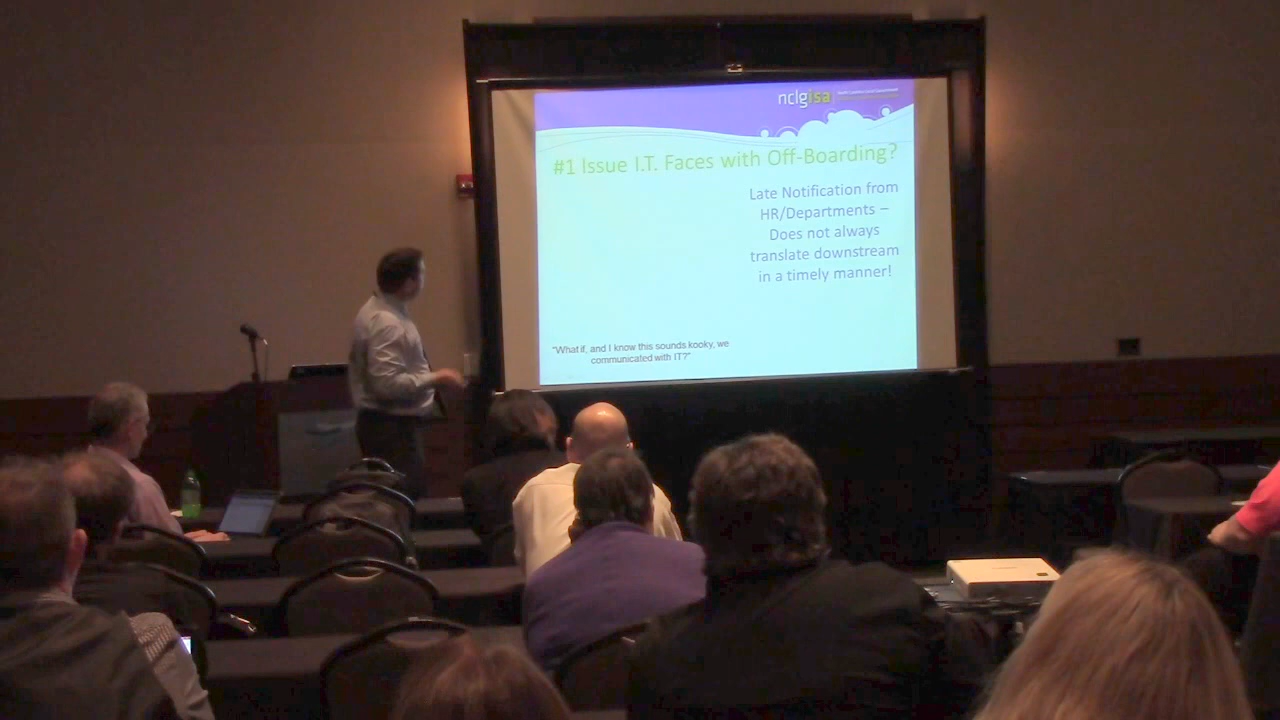 nclgisa
#1 Issue I.T. Faces with Off-Boarding?
Late Notification from
HR/Departments –
Does not always
translate downstream
in a timely manner!
"What if, and I know this sounds kooky, we
communicated with IT?"